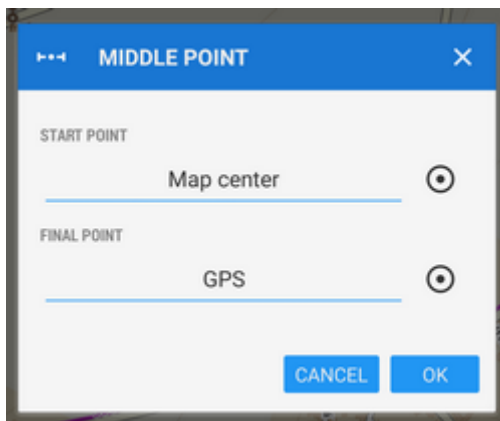 MIDDLE POINT
START POINT
Map center
FINAL POINT
GPS
CANCEL OK